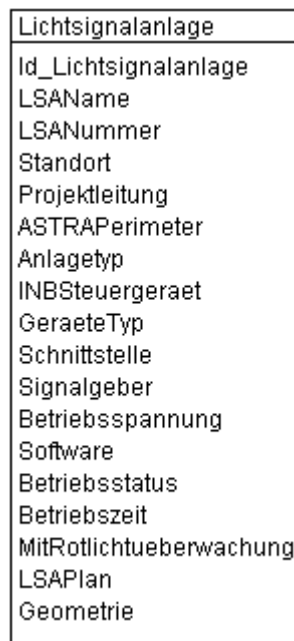 Lichtsignalanlage
Id_Lichtsignalanlage
LSAName
LSANummer
Standort
Projektleitung
ASTRAPerimeter
Anlagetyp
INBSteuergeraet
GeraeteTyp
Schnittstelle
Signalgeber
Betriebsspannung
Software
Betriebsstatus
Betriebszeit
MitRotlichtueberwachung
LSAPlan
Geometrie